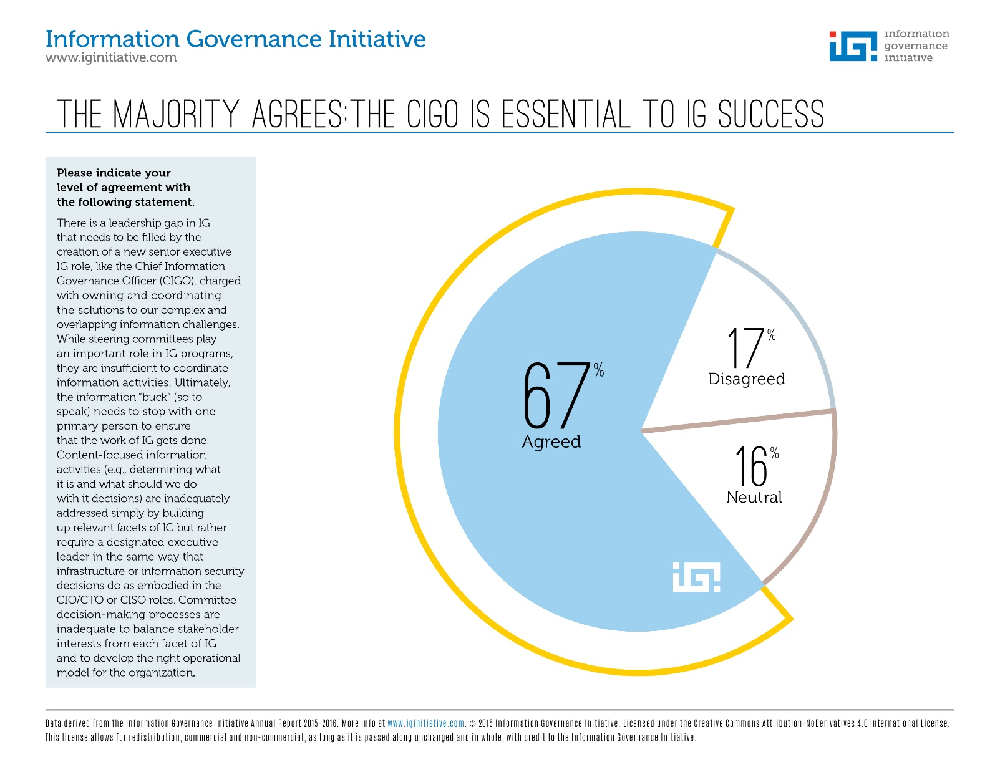 Information Governance Initiative
www.iginitiative.com
iG!
information
governance
initiative
THE MAJORITY AGREES:THE CIGO IS ESSENTIAL TO IG SUCCESS
Please indicate your
level of agreement with
the following statement.
There is a leadership gap in IG
that needs to be filled by the
creation of a new senior executive
IG role, like the Chief Information
Governance Officer (CIGO), charged
with owning and coordinating
the solutions to our complex and
overlapping information challenges.
While steering committees play
an important role in IG programs,
they are insufficient to coordinate
information activities. Ultimately,
the information “buck” (so to
speak) needs to stop with one
primary person to ensure
that the work of IG gets done.
Content-focused information
activities (e.g., determining what
it is and what should we do
with it decisions) are inadequately
addressed simply by building
up relevant facets of IG but rather
require a designated executive
leader in the same way that
infrastructure or information security
decisions do as embodied in the
CIO/CTO or CISO roles. Committee
decision-making processes are
inadequate to balance stakeholder
interests from each facet of IG
and to develop the right operational
model for the organization.
67%
Agreed
17%
Disagreed
16%
Neutral
iG!
Data derived from the Information Governance Initiative Annual Report 2015-2016. More info at www.iginitiative.com. © 2015 Information Governance Initiative. Licensed under the Creative Commons Attribution-NoDerivatives 4.0 International License.
This license allows for redistribution, commercial and non-commercial, as long as it is passed along unchanged and in whole, with credit to the Information Governance Initiative.